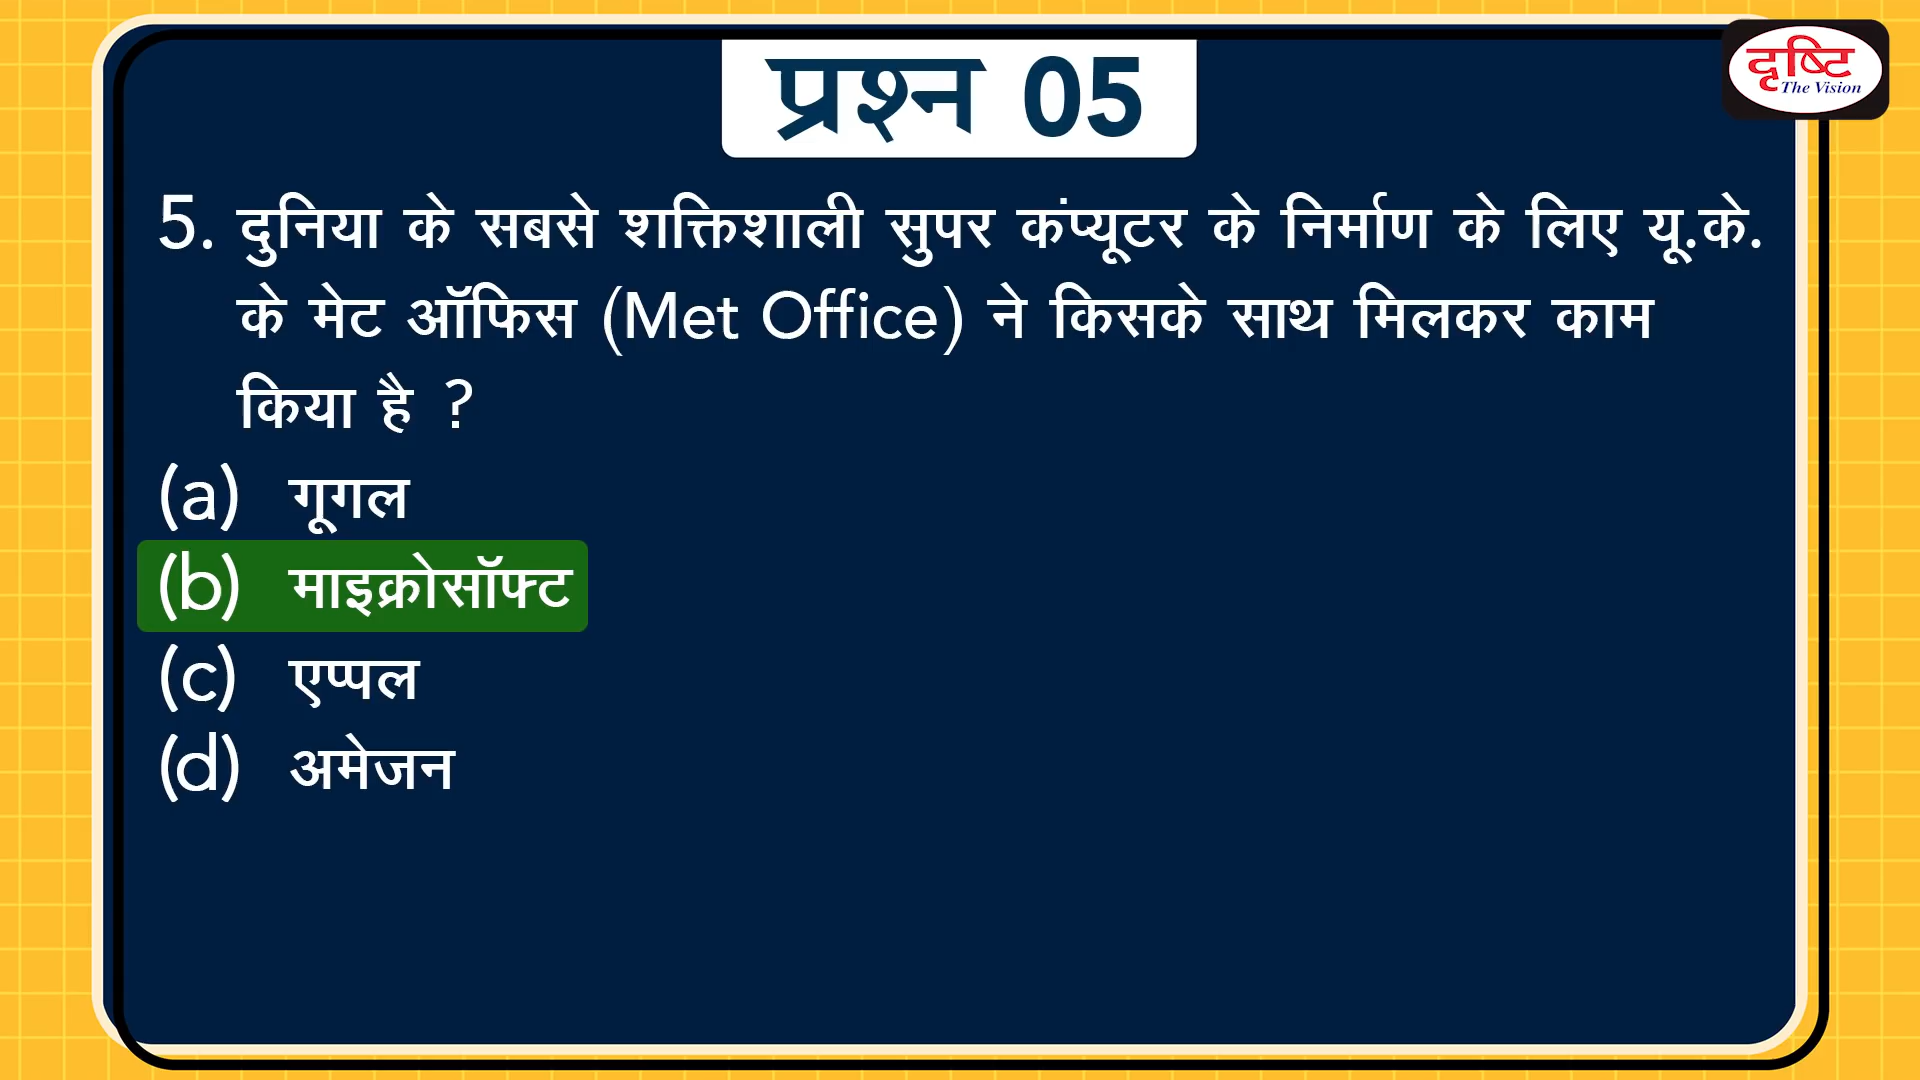 प्रश्न 05
दृष्टि
The Vision
5. दुनिया के सबसे शक्तिशाली सुपर कंप्यूटर के निर्माण के लिए यू.के.
के मेट ऑफिस (Met Office) ने किसके साथ मिलकर काम
किया है ?
(a) गूगल
(b) माइक्रोसॉफ्ट
(c) एप्पल
(d) अमेजन